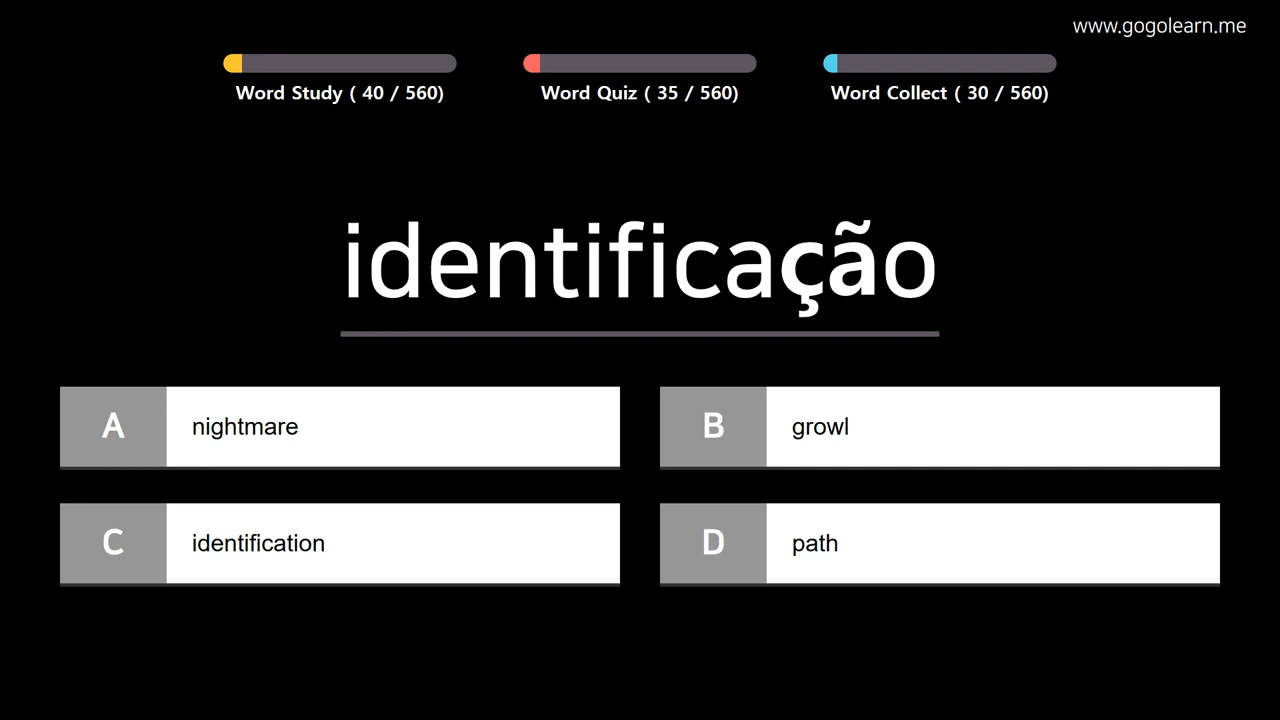 www.gogolearn.me
Word Study ( 40 / 560)
Word Quiz ( 35 / 560)
Word Collect ( 30 / 560)
identificação
A nightmare
B growl
C identification
D path